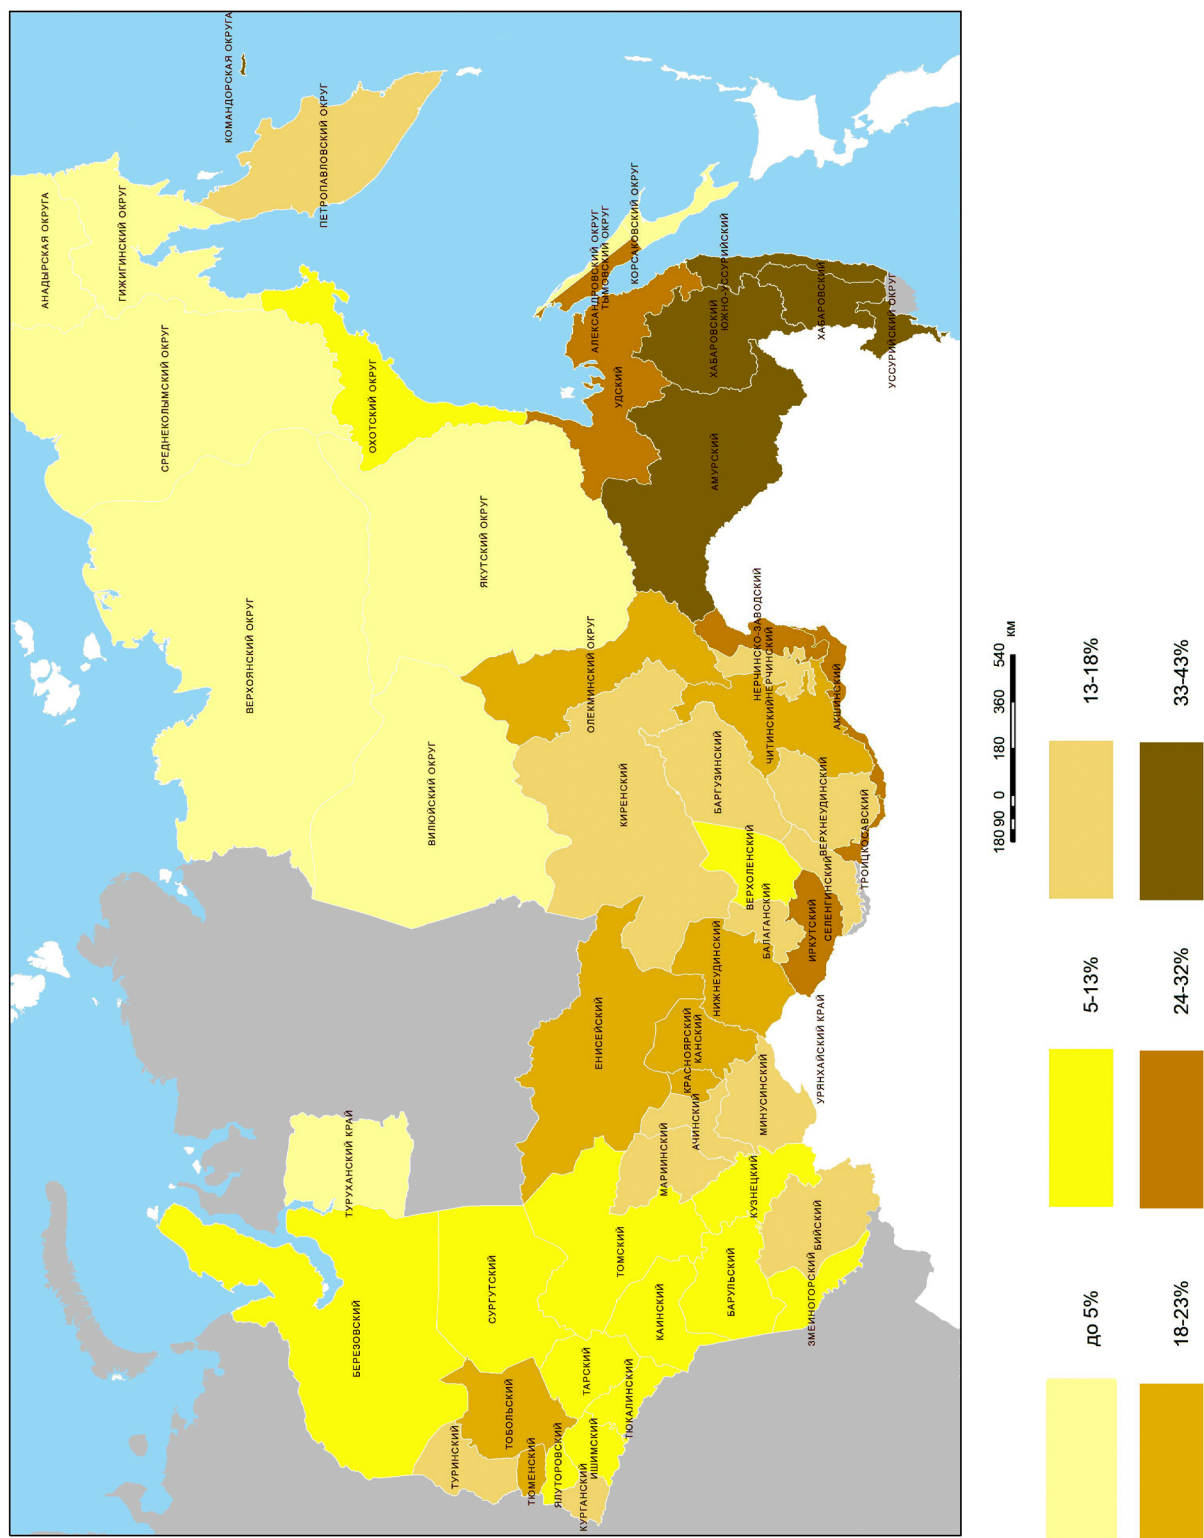 КОМАНДОРСКАЯ ОКРУГА
ПЕТРОПАВЛОВСКИЙ ОКРУГ
АНАДЫРСКАЯ ОКРУГА
ГИЖИГИНСКИЙ ОКРУГ
СРЕДНЕКОЛЫМСКИЙ ОКРУГ
ОХОТСКИЙ ОКРУГ
ВЕРХОЯНСКИЙ ОКРУГ
ЯКУТСКИЙ ОКРУГ
ВИЛЮЙСКИЙ ОКРУГ
ОЛЕКМИНСКИЙ ОКРУГ
АЛЕКСАНДРОВСКИЙ ОКРУГ
ТЫМОВСКИЙ ОКРУГ
КОРСАКОВСКИЙ ОКРУГ
УДСКИЙ
ХАБАРОВСКИЙ
ЮЖНО-УССУРИЙСКИЙ
ХАБАРОВСКИЙ
УССУРИЙСКИЙ ОКРУГ
АМУРСКИЙ
НЕРЧИНСКО-ЗАВОДСКИЙ
НЕРЧИНСКИЙ
ЧИТИНСКИЙ
АКШИНСКИЙ
КИРЕНСКИЙ
БАРГУЗИНСКИЙ
ВЕРХНЕУДИНСКИЙ
ТРОИЦКОСАВСКИЙ
СЕЛЕНГИНСКИЙ
ВЕРХОЛЕНСКИЙ
БАЛАГАНСКИЙ
ИРКУТСКИЙ
НИЖНЕУДИНСКИЙ
ЕНИСЕЙСКИЙ
КРАСНОЯРСКИЙ
КАНСКИЙ
АЧИНСКИЙ
МИНУСИНСКИЙ
УРЯНХАЙСКИЙ КРАЙ
ТУРУХАНСКИЙ КРАЙ
МАРИИНСКИЙ
КУЗНЕЦКИЙ
БИЙСКИЙ
ТОМСКИЙ
БАРУЛЬСКИЙ
ЗМЕИНОГОРСКИЙ
КАИНСКИЙ
СУРГУТСКИЙ
БЕРЕЗОВСКИЙ
ТАРСКИЙ
ТЮКАЛИНСКИЙ
ТОБОЛЬСКИЙ
ТУРИНСКИЙ
ТЮМЕНСКИЙ
ЯЛУТОРОВСКИЙ
ИШИМСКИЙ
КУРГАНСКИЙ
180 90 0 180 360 540
КМ
до 5%
5-13%
13-18%
18-23%
24-32%
33-43%